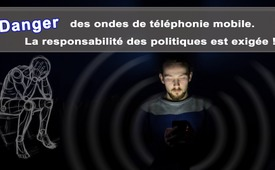 Danger des ondes de téléphonie mobile.
La responsabilité des politiques est exigée !